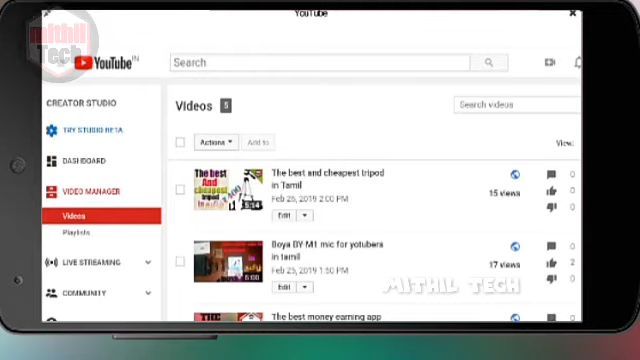 YouTube
mithil
Tech
YouTube IN
Search
CREATOR STUDIO
TRY STUDIO BETA
DASHBOARD
VIDEO MANAGER
Videos
Playlists
LIVE STREAMING
COMMUNITY
Videos 5
Search videos
Actions
Add to
View:
The best and cheapest tripod
in Tamil
Feb 26, 2019 2:00 PM
Edit
15 views
0
0
0
Boya BY-M1 mic for yotubers
in tamil
Feb 25, 2019 1:50 PM
Edit
17 views
0
2
0
The best money earning app
MITHIL TECH